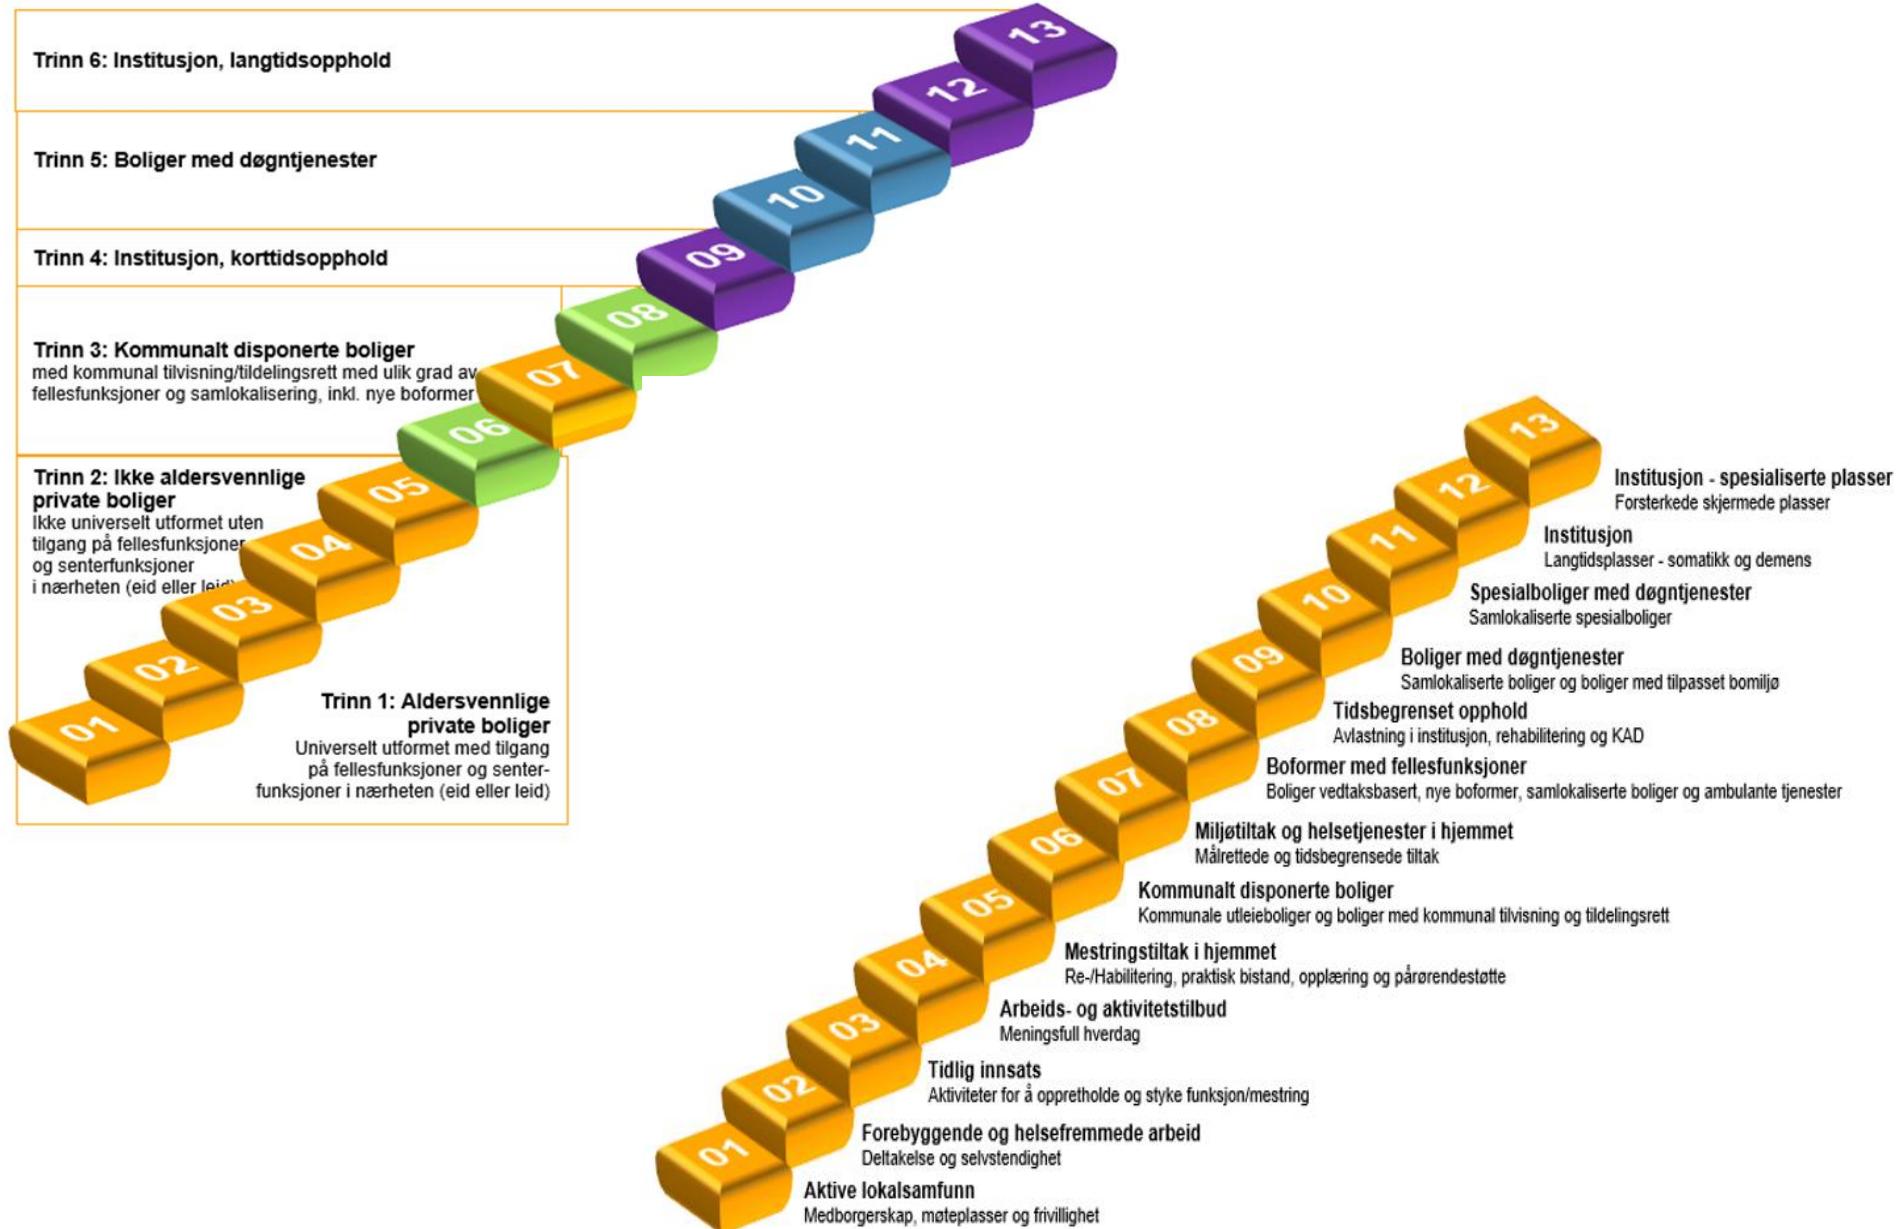 Trinn 6: Institusjon, langtidsopphold
Trinn 5: Boliger med døgntjenester
Trinn 4: Institusjon, korttidsopphold
Trinn 3: Kommunalt disponerte boliger
med kommunal tilvisning/tildelingsrett med ulik grad av
fellesfunksjoner og samlokalisering, inkl. nye boformer
Trinn 2: Ikke aldersvennlige
private boliger
Ikke universelt utformet uten
tilgang på fellesfunksjoner
og senterfunksjoner
i nærheten (eid eller leid)
Trinn 1: Aldersvennlige
private boliger
Universelt utformet med tilgang
på fellesfunksjoner og senter-
funksjoner i nærheten (eid eller leid)
13
12
11
10
09
08
07
06
05
04
03
02
01
13
Institusjon - spesialiserte plasser
Forsterkede skjermede plasser
12
Institusjon
Langtidsplasser - somatikk og demens
11
Spesialboliger med døgntjenester
Samlokaliserte spesialboliger
10
Boliger med døgntjenester
Samlokaliserte boliger og boliger med tilpasset bomiljø
09
Tidsbegrenset opphold
Avlastning i institusjon, rehabilitering og KAD
08
Boformer med fellesfunksjoner
Boliger vedtaksbasert, nye boformer, samlokaliserte boliger og ambulante tjenester
07
Miljøtiltak og helsetjenester i hjemmet
Målrettede og tidsbegrensede tiltak
06
Kommunalt disponerte boliger
Kommunale utleieboliger og boliger med kommunal tilvisning og tildelingsrett
05
Mestringstiltak i hjemmet
Re-/Habilitering, praktisk bistand, opplæring og pårørendestøtte
04
Arbeids- og aktivitetstilbud
Meningsfull hverdag
03
Tidlig innsats
Aktiviteter for å oppretholde og styke funksjon/mestring
02
Forebyggende og helsefremmede arbeid
Deltakelse og selvstendighet
01
Aktive lokalsamfunn
Medborgerskap, møteplasser og frivillighet